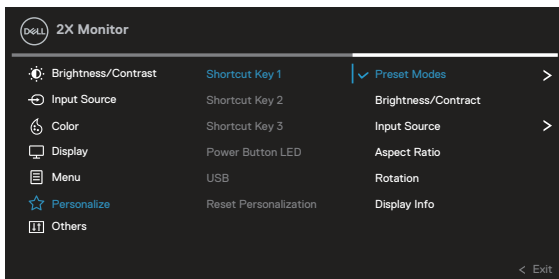 DELL 2X Monitor
Brightness/Contrast Shortcut Key 1 Preset Modes >
Input Source Shortcut Key 2 Brightness/Contract
Color Shortcut Key 3 Input Source >
Display Power Button LED Aspect Ratio
Menu USB Rotation
Personalize Reset Personalization Display Info
Others
< Exit